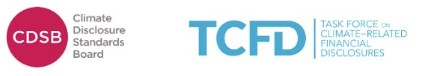 CDSB
Climate
Disclosure
Standards
Board
TCFD
TASK FORCE ON
CLIMATE-RELATED
FINANCIAL
DISCLOSURES